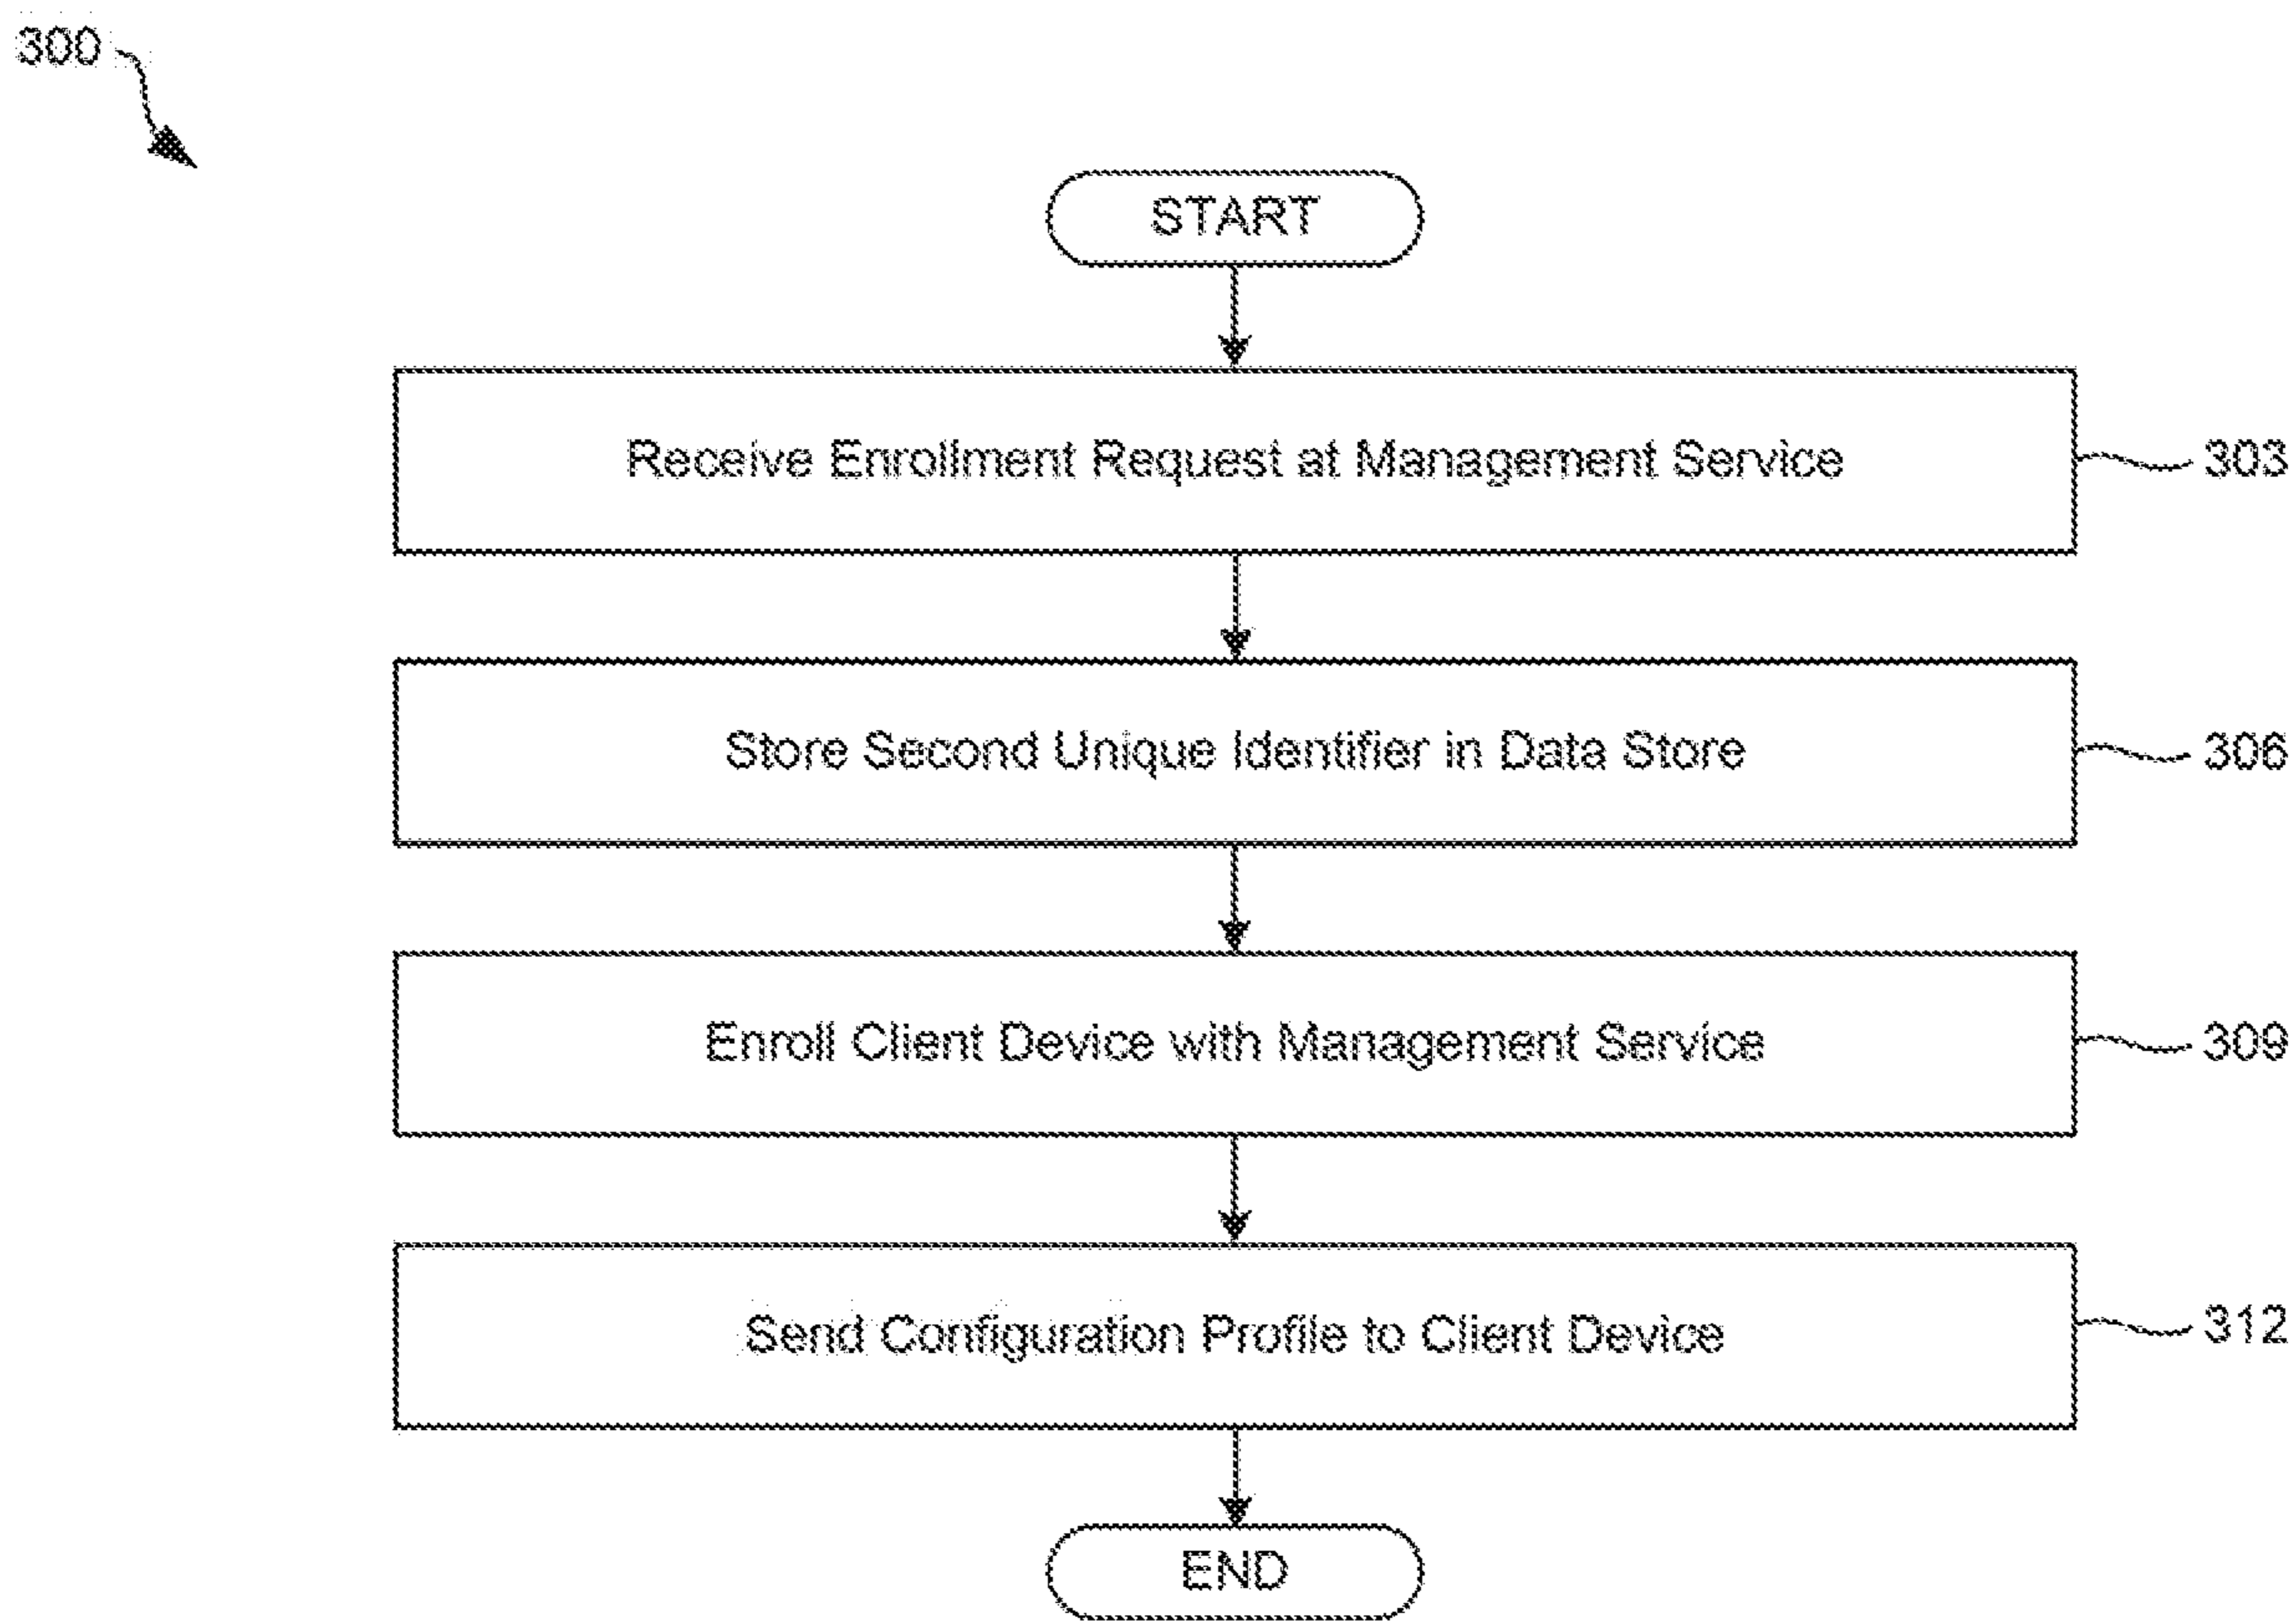 300
START
Receive Enrollment Request at Management Service
303
Store Second Unique Identifier in Data Store
306
Enroll Client Device with Management Service
309
Send Configuration Profile to Client Device
312
END